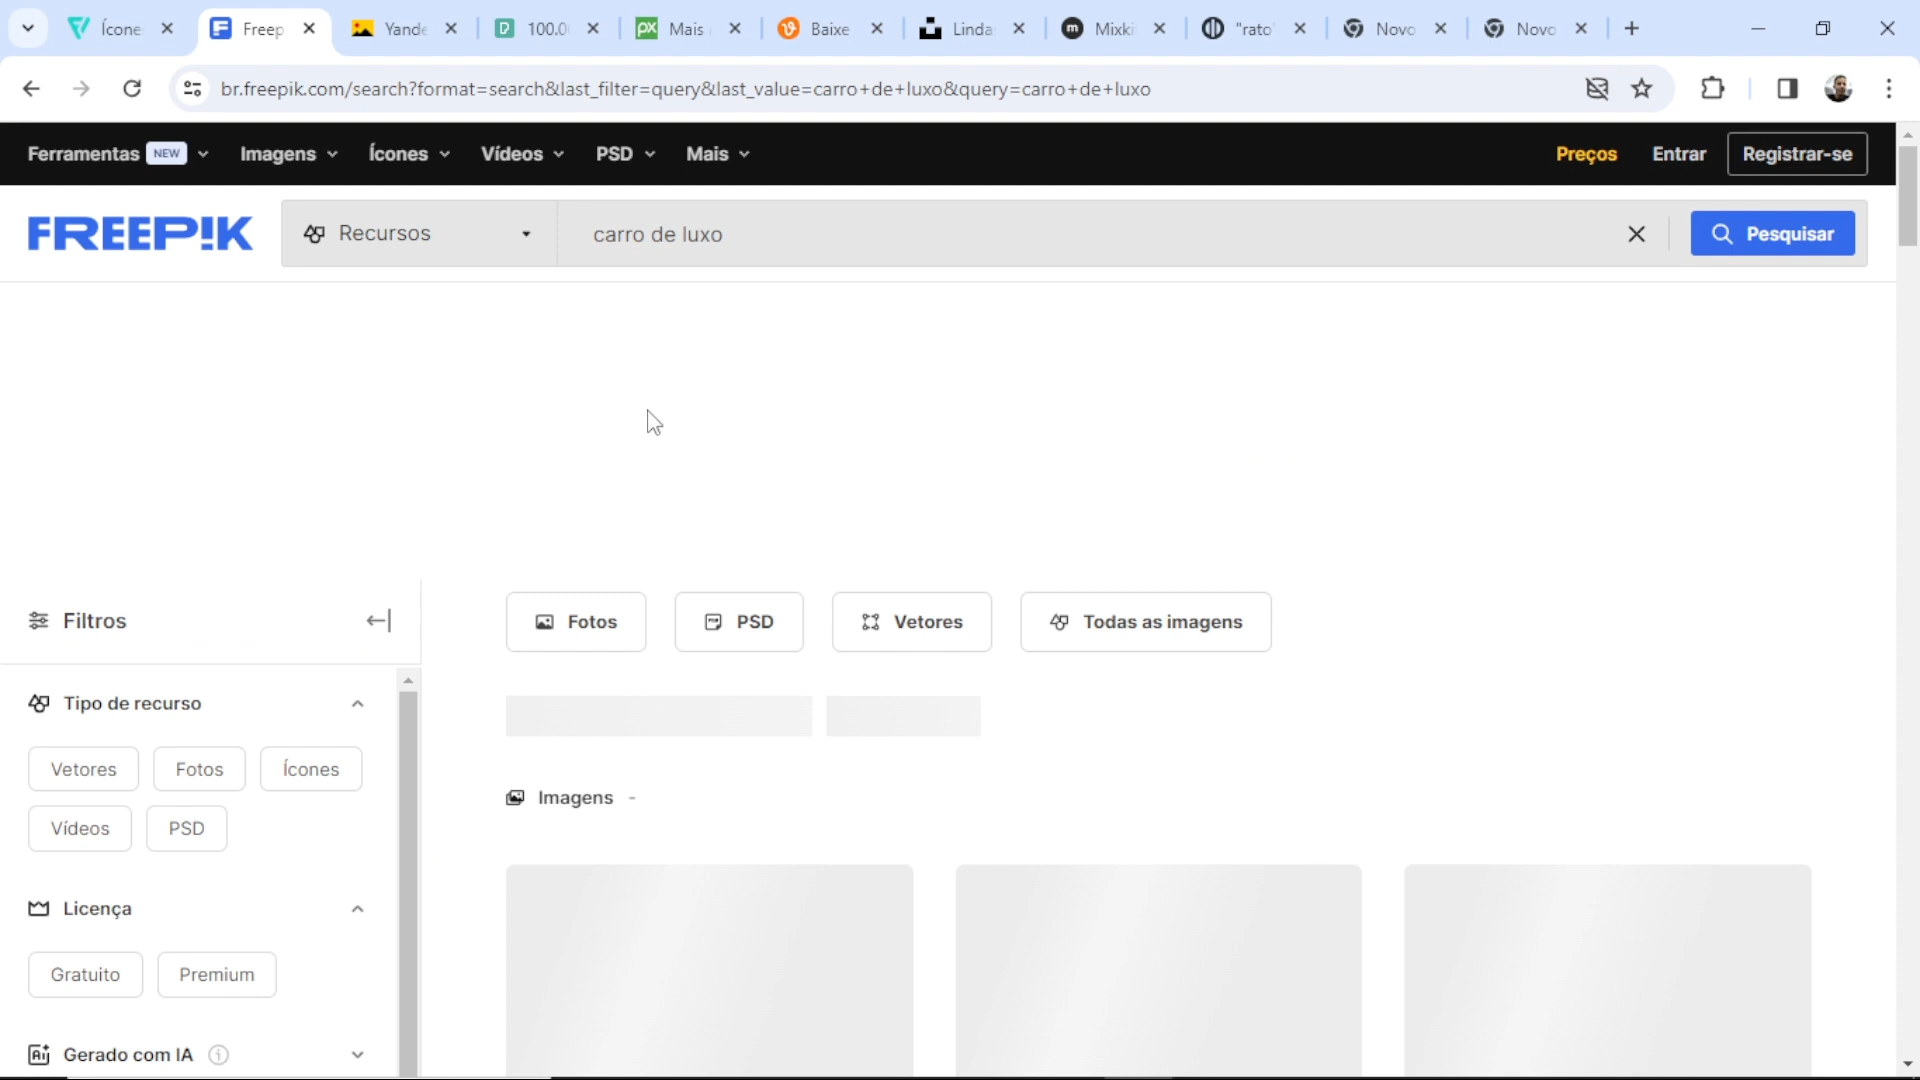 Ícone
Freep
Yande
100.0
Mais
Baixe
Linda
Mixki
"rato"
Novo
Novo
br.freepik.com/search?format=search&last_filter=query&last_value=carro+de+luxo&query=carro+de+luxo
Ferramentas NEW Imagens Ícones Vídeos PSD Mais Preços Entrar Registrar-se
FREEP!K Recursos carro de luxo Pesquisar
Filtros
Fotos PSD Vetores Todas as imagens
Tipo de recurso
Vetores Fotos Ícones
Vídeos PSD
Imagens -
Licença
Gratuito Premium
Gerado com IA